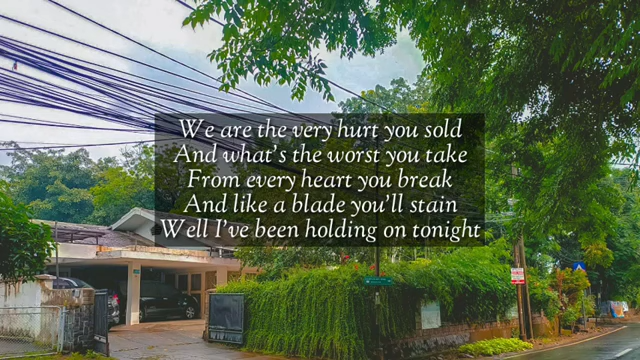 We are the very hurt you sold
And what's the worst you take
From every heart you break
And like a blade you'll stain
Well I've been holding on tonight